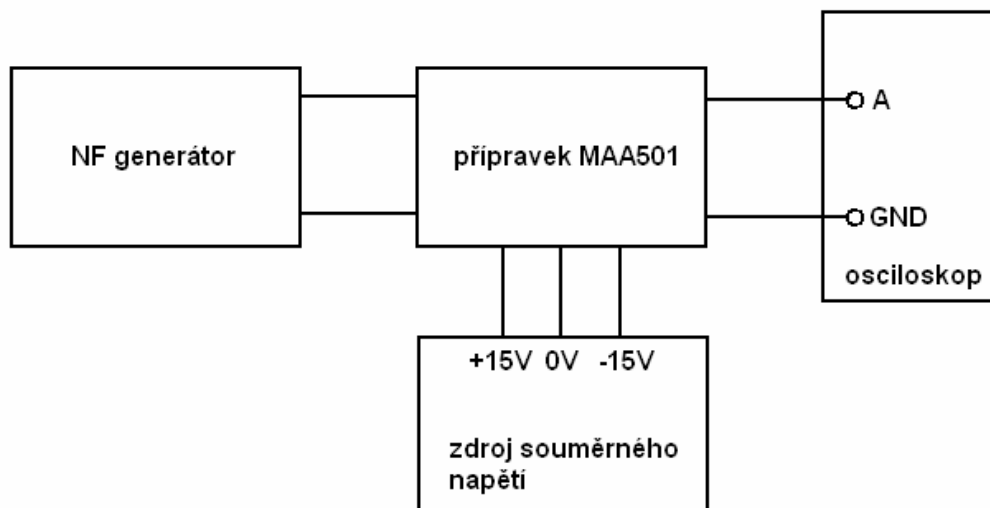 NF generátor
přípravek MAA501
A
GND
osciloskop
+15V 0V -15V
zdroj souměrného
napětí